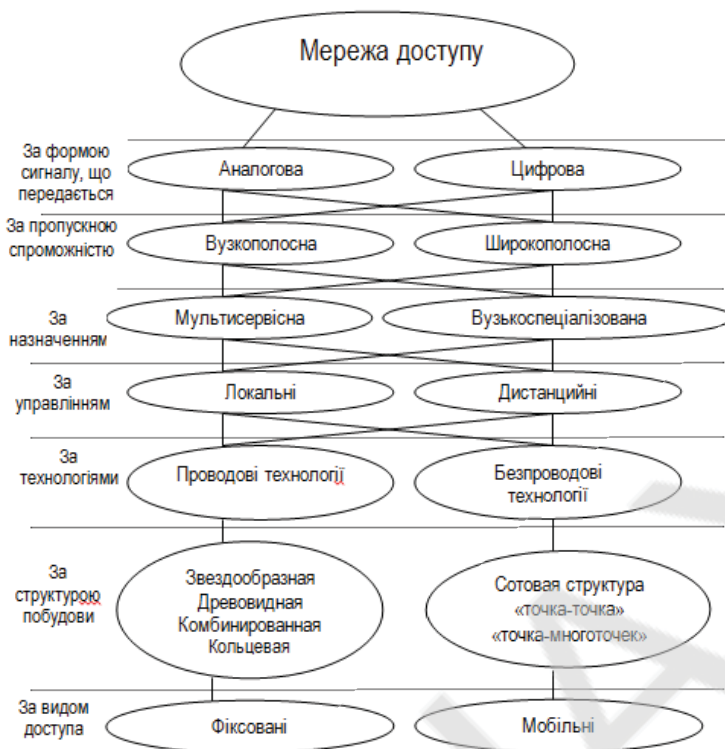 Мережа доступу
За формою
сигналу, що
передається
Аналогова
Цифрова
За пропускною
спроможністю
Вузкополосна
Широкополосна
За
назначенням
Мультисервісна
Вузькоспеціалізована
За
управлінням
Локальні
Дистанцийні
За
технологіями
Проводові технології
Безпроводові
технології
За
структурою
побудови
Звездообразная
Древовидная
Комбинированная
Кольцевая
Сотовая структура
«точка-точка»
«точка-многоточек»
За видом
доступа
Фіксовані
Мобільні